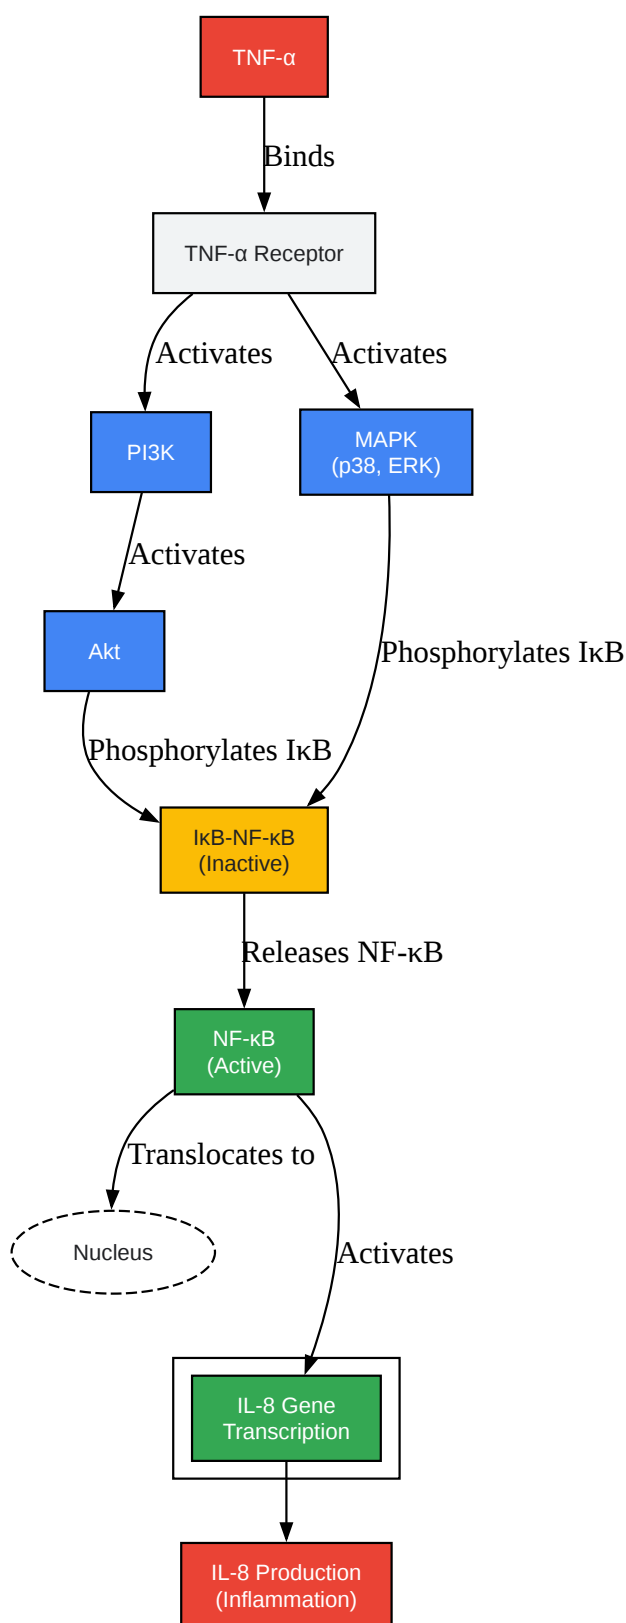 TNF-α
Binds
TNF-α Receptor
Activates
Activates
PI3K
MAPK
(p38, ERK)
Activates
Akt
Phosphorylates IκB
Phosphorylates IκB
IκB-NF-κB
(Inactive)
Releases NF-κB
NF-κB
(Active)
Translocates to
Nucleus
Activates
IL-8 Gene
Transcription
IL-8 Production
(Inflammation)